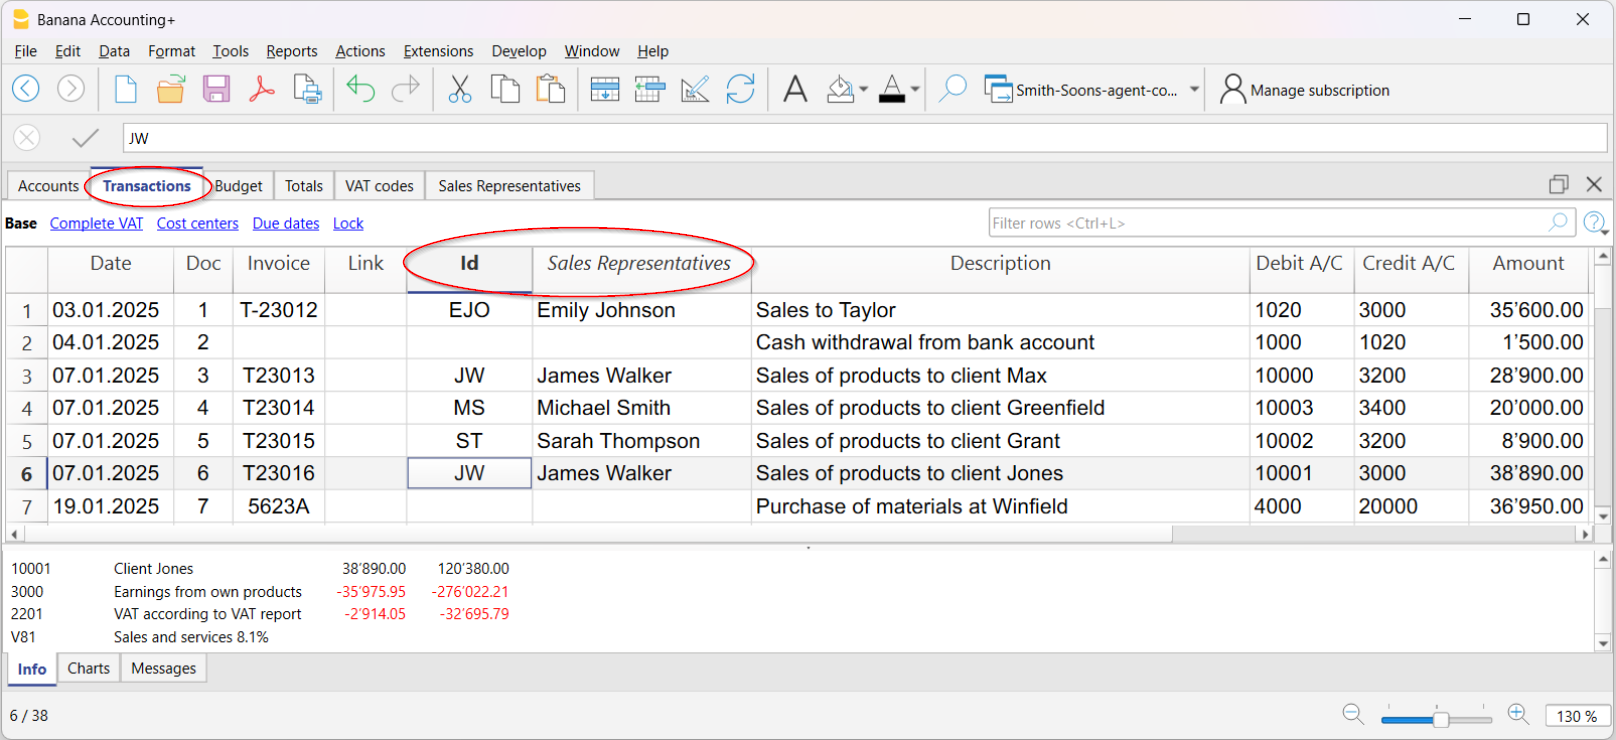 Banana Accounting+
File Edit Data Format Tools Reports Actions Extensions Develop Window Help
Smith-Soons-agent-co... Manage subscription
JW
Accounts Transactions Budget Totals VAT codes Sales Representatives
Base Complete VAT Cost centers Due dates Lock Filter rows <Ctrl+L>
Date Doc Invoice Link Id Sales Representatives Description Debit A/C Credit A/C Amount
1 03.01.2025 1 T-23012 EJO Emily Johnson Sales to Taylor 1020 3000 35’600.00
2 04.01.2025 2 Cash withdrawal from bank account 1000 1020 1’500.00
3 07.01.2025 3 T23013 JW James Walker Sales of products to client Max 10000 3200 28’900.00
4 07.01.2025 4 T23014 MS Michael Smith Sales of products to client Greenfield 10003 3400 20’000.00
5 07.01.2025 5 T23015 ST Sarah Thompson Sales of products to client Grant 10002 3200 8’900.00
6 07.01.2025 6 T23016 JW James Walker Sales of products to client Jones 10001 3000 38’890.00
7 19.01.2025 7 5623A Purchase of materials at Winfield 4000 20000 36’950.00
10001 Client Jones 38’890.00 120’380.00
3000 Earnings from own products -35’975.95 -276’022.21
2201 VAT according to VAT report -2’914.05 -32’695.79
V81 Sales and services 8.1%
Info Charts Messages
6 / 38 130 %